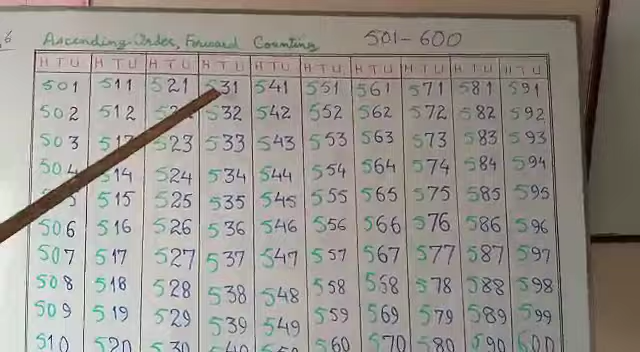 6 Ascending Order, Forward Counting 501-600
H T U H T U H T U H T U H T U H T U H T U H T U H T U H T U
501 511 521 531 541 551 561 571 581 591
502 512 532 542 552 562 572 582 592
503 523 533 543 553 563 573 583 593
504 514 524 534 544 554 564 574 584 594
515 525 535 545 555 565 575 585 595
506 516 526 536 546 556 566 576 586 596
507 517 527 537 547 557 567 577 587 597
508 518 528 538 548 558 568 578 588 598
509 519 529 539 549 559 569 579 589 599
510 520 530 560 570 580 590 600